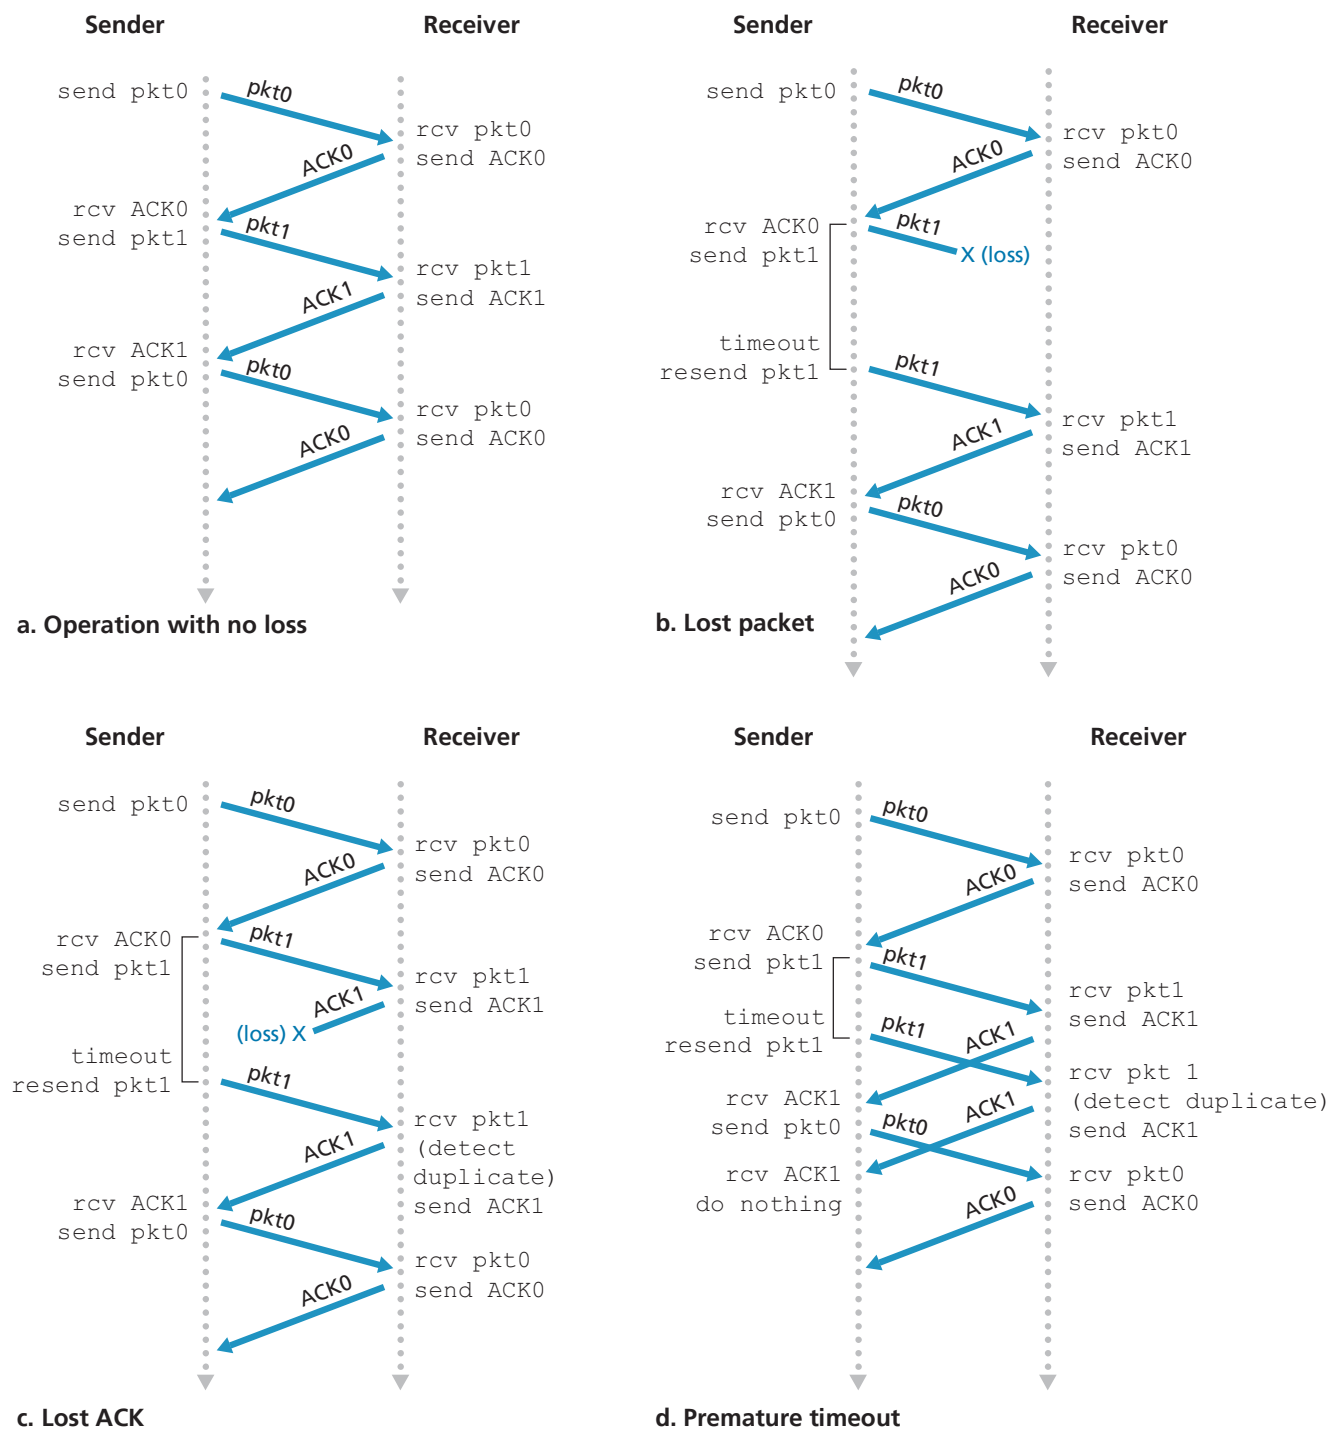 Sender
Receiver
send pkt0
pkt0
rcv pkt0
send ACK0
ACK0
rcv ACK0
send pkt1
pkt1
rcv pkt1
send ACK1
ACK1
rcv ACK1
send pkt0
pkt0
rcv pkt0
send ACK0
ACK0
a. Operation with no loss
Sender
Receiver
send pkt0
pkt0
rcv pkt0
send ACK0
ACK0
rcv ACK0
send pkt1
pkt1
X (loss)
timeout
resend pkt1
pkt1
rcv pkt1
send ACK1
ACK1
rcv ACK1
send pkt0
pkt0
rcv pkt0
send ACK0
ACK0
b. Lost packet
Sender
Receiver
send pkt0
pkt0
rcv pkt0
send ACK0
ACK0
rcv ACK0
send pkt1
pkt1
rcv pkt1
send ACK1
ACK1
(loss) X
timeout
resend pkt1
pkt1
rcv pkt1
(detect
duplicate)
send ACK1
ACK1
rcv ACK1
send pkt0
pkt0
rcv pkt0
send ACK0
ACK0
c. Lost ACK
Sender
Receiver
send pkt0
pkt0
rcv pkt0
send ACK0
ACK0
rcv ACK0
send pkt1
pkt1
rcv pkt1
send ACK1
timeout
resend pkt1
pkt1
ACK1
rcv pkt 1
(detect duplicate)
send ACK1
rcv ACK1
send pkt0
pkt0
ACK1
rcv ACK1
do nothing
rcv pkt0
send ACK0
ACK0
d. Premature timeout